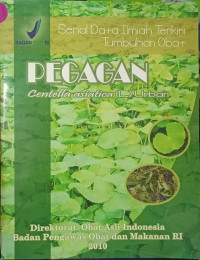 Serial Data Ilmiah Terkini
Tumbuhan Obat
BADAN
PEGAGAN
Centella asiatica (L.) Urban
Direktorat Obat Asli Indonesia
Badan Pengawas Obat dan Makanan RI
2010